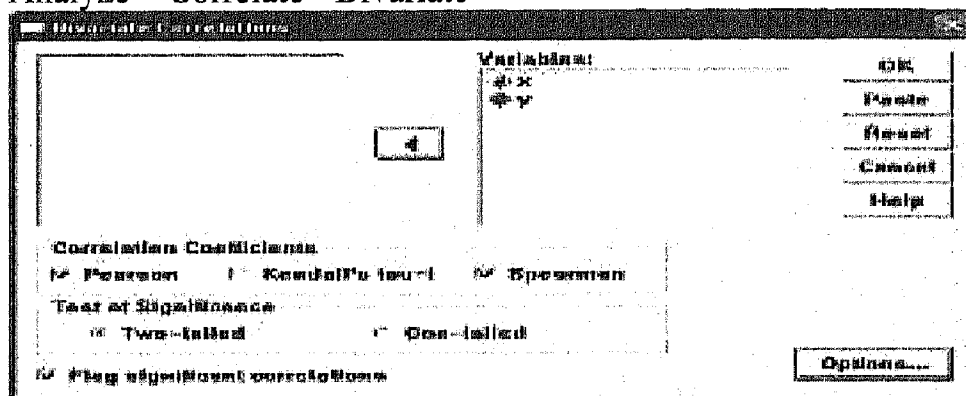 Analyze Correlate Bivariate
Bivariate Correlations
Variables:
x
y
OK
Paste
Reset
Cancel
Help
Correlation Coefficients
Pearson Kendall's tau-b Spearman
Test of Significance
Two-tailed One-tailed
Flag significant correlations
Options...